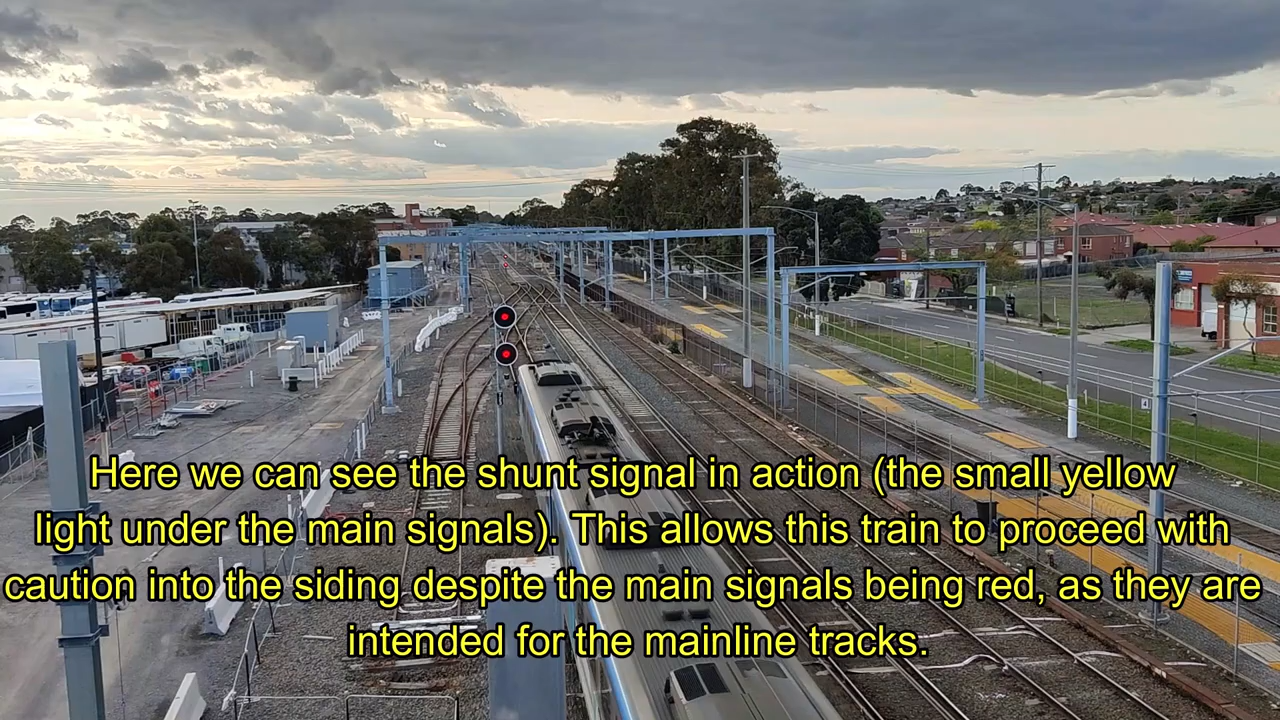 Here we can see the shunt signal in action (the small yellow
light under the main signals). This allows this train to proceed with
caution into the siding despite the main signals being red, as they are
intended for the mainline tracks.